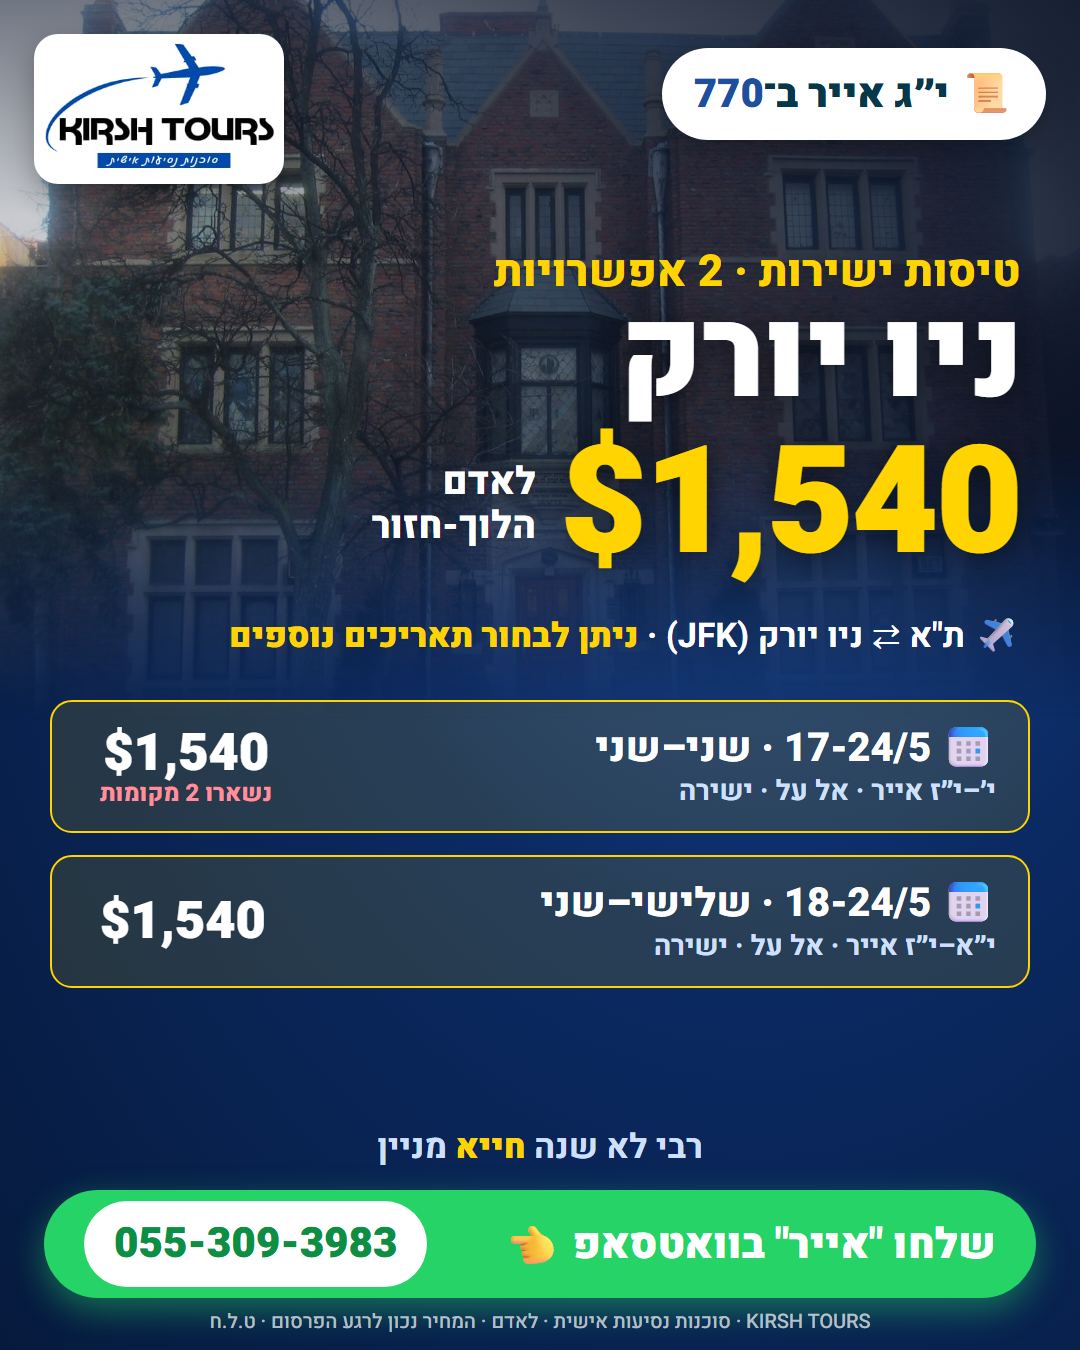 י״ג אייר ב־770
KIRSH TOURS
סוכנות נסיעות אישית
טיסות ישירות · 2 אפשרויות
ניו יורק
$1,540
לאדם
הלוך-חזור
ת"א ⇄ ניו יורק (JFK) · ניתן לבחור תאריכים נוספים
17-24/5 · שני–שני
י׳–י״ז אייר · אל על · ישירה
$1,540
נשארו 2 מקומות
18-24/5 · שלישי–שני
י״א–י״ז אייר · אל על · ישירה
$1,540
רבי לא שנה חייא מניין
שלחו "אייר" בוואטסאפ
055-309-3983
KIRSH TOURS · סוכנות נסיעות אישית · לאדם · המחיר נכון לרגע הפרסום · ט.ל.ח